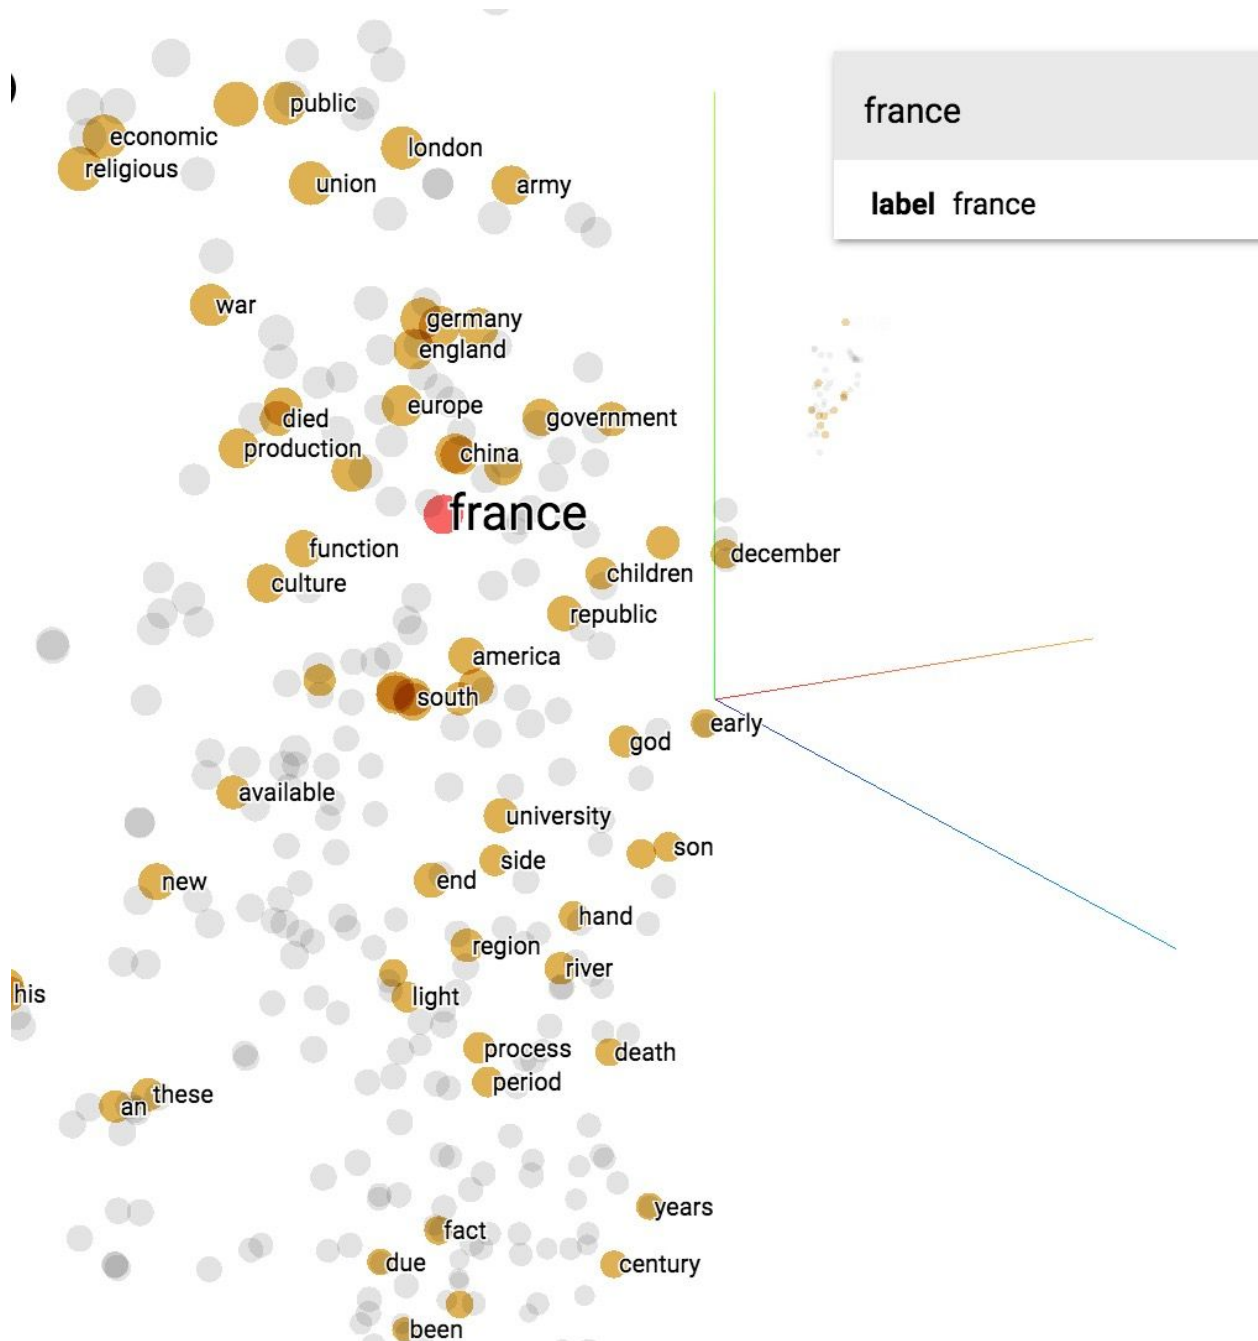 public
economic
london
religious
union
army
france
label france
war
germany
england
europe
died
government
production
china
france
function
december
culture
children
republic
america
south
early
god
available
university
son
side
new
end
hand
region
river
his
light
process
death
period
these
an
years
fact
due
century
been